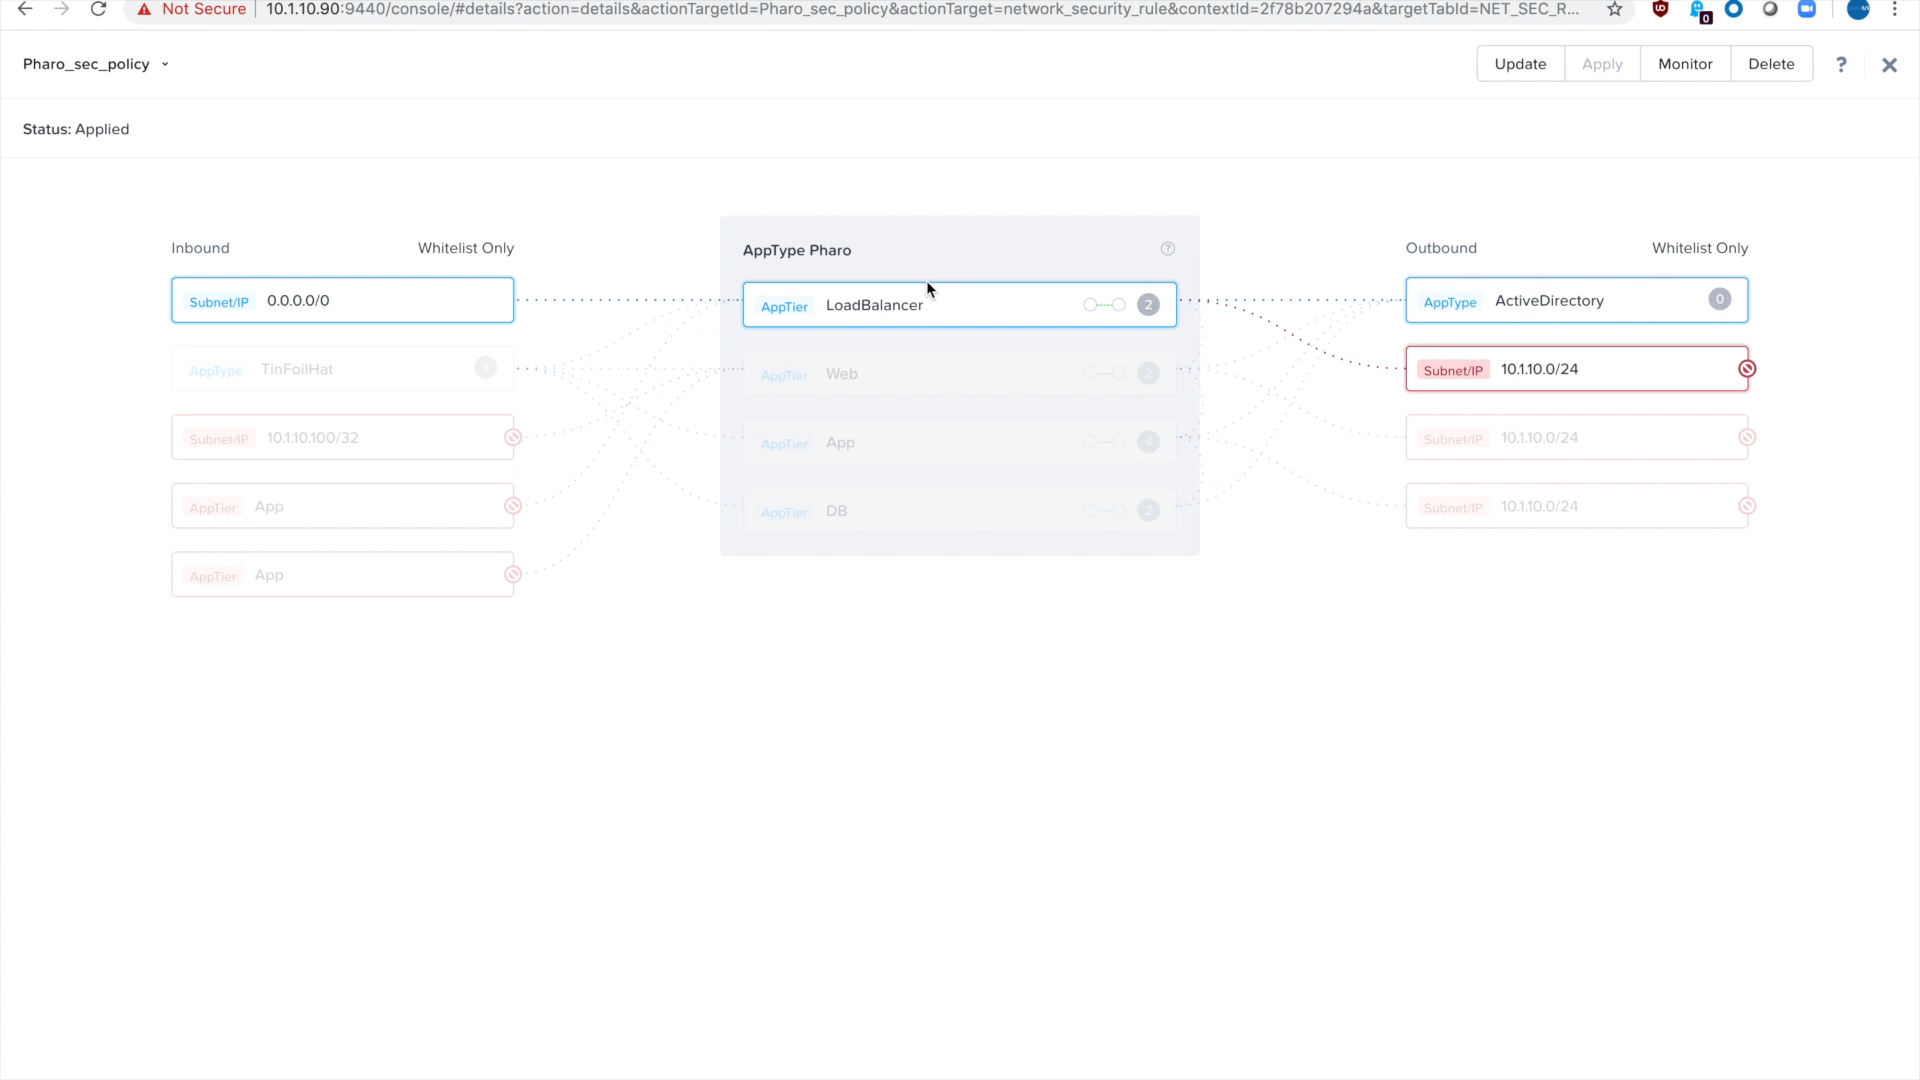 Not Secure
10.1.10.90:9440/console/#details?action=details&actionTargetId=Pharo_sec_policy&actionTarget=network_security_rule&contextId=2f78b207294a&targetTabId=NET_SEC_R...
0
Pharo_sec_policy
Update
Apply
Monitor
Delete
?
Status: Applied
Inbound
Whitelist Only
Subnet/IP 0.0.0.0/0
AppType TinFoilHat 1
Subnet/IP 10.1.10.100/32
AppTier App
AppTier App
AppType Pharo ?
AppTier LoadBalancer 2
AppTier Web 2
AppTier App 4
AppTier DB 2
Outbound
Whitelist Only
AppType ActiveDirectory 0
Subnet/IP 10.1.10.0/24
Subnet/IP 10.1.10.0/24
Subnet/IP 10.1.10.0/24